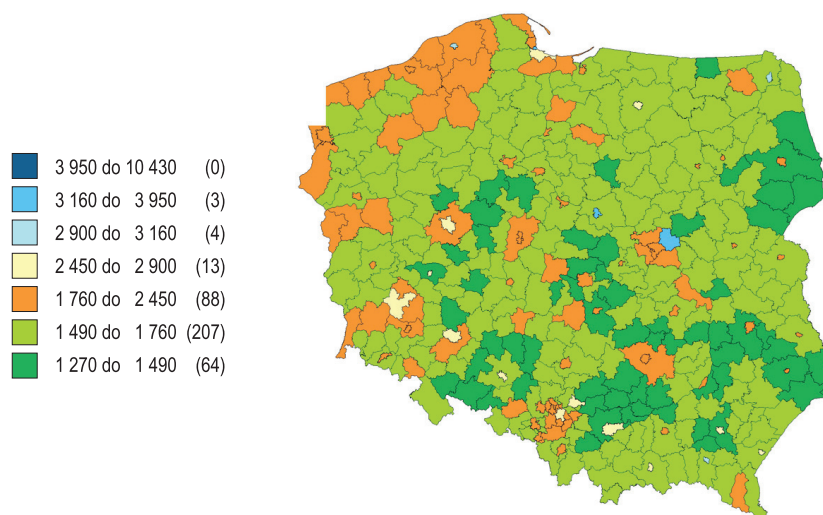 3 950 do 10 430 (0)
3 160 do 3 950 (3)
2 900 do 3 160 (4)
2 450 do 2 900 (13)
1 760 do 2 450 (88)
1 490 do 1 760 (207)
1 270 do 1 490 (64)